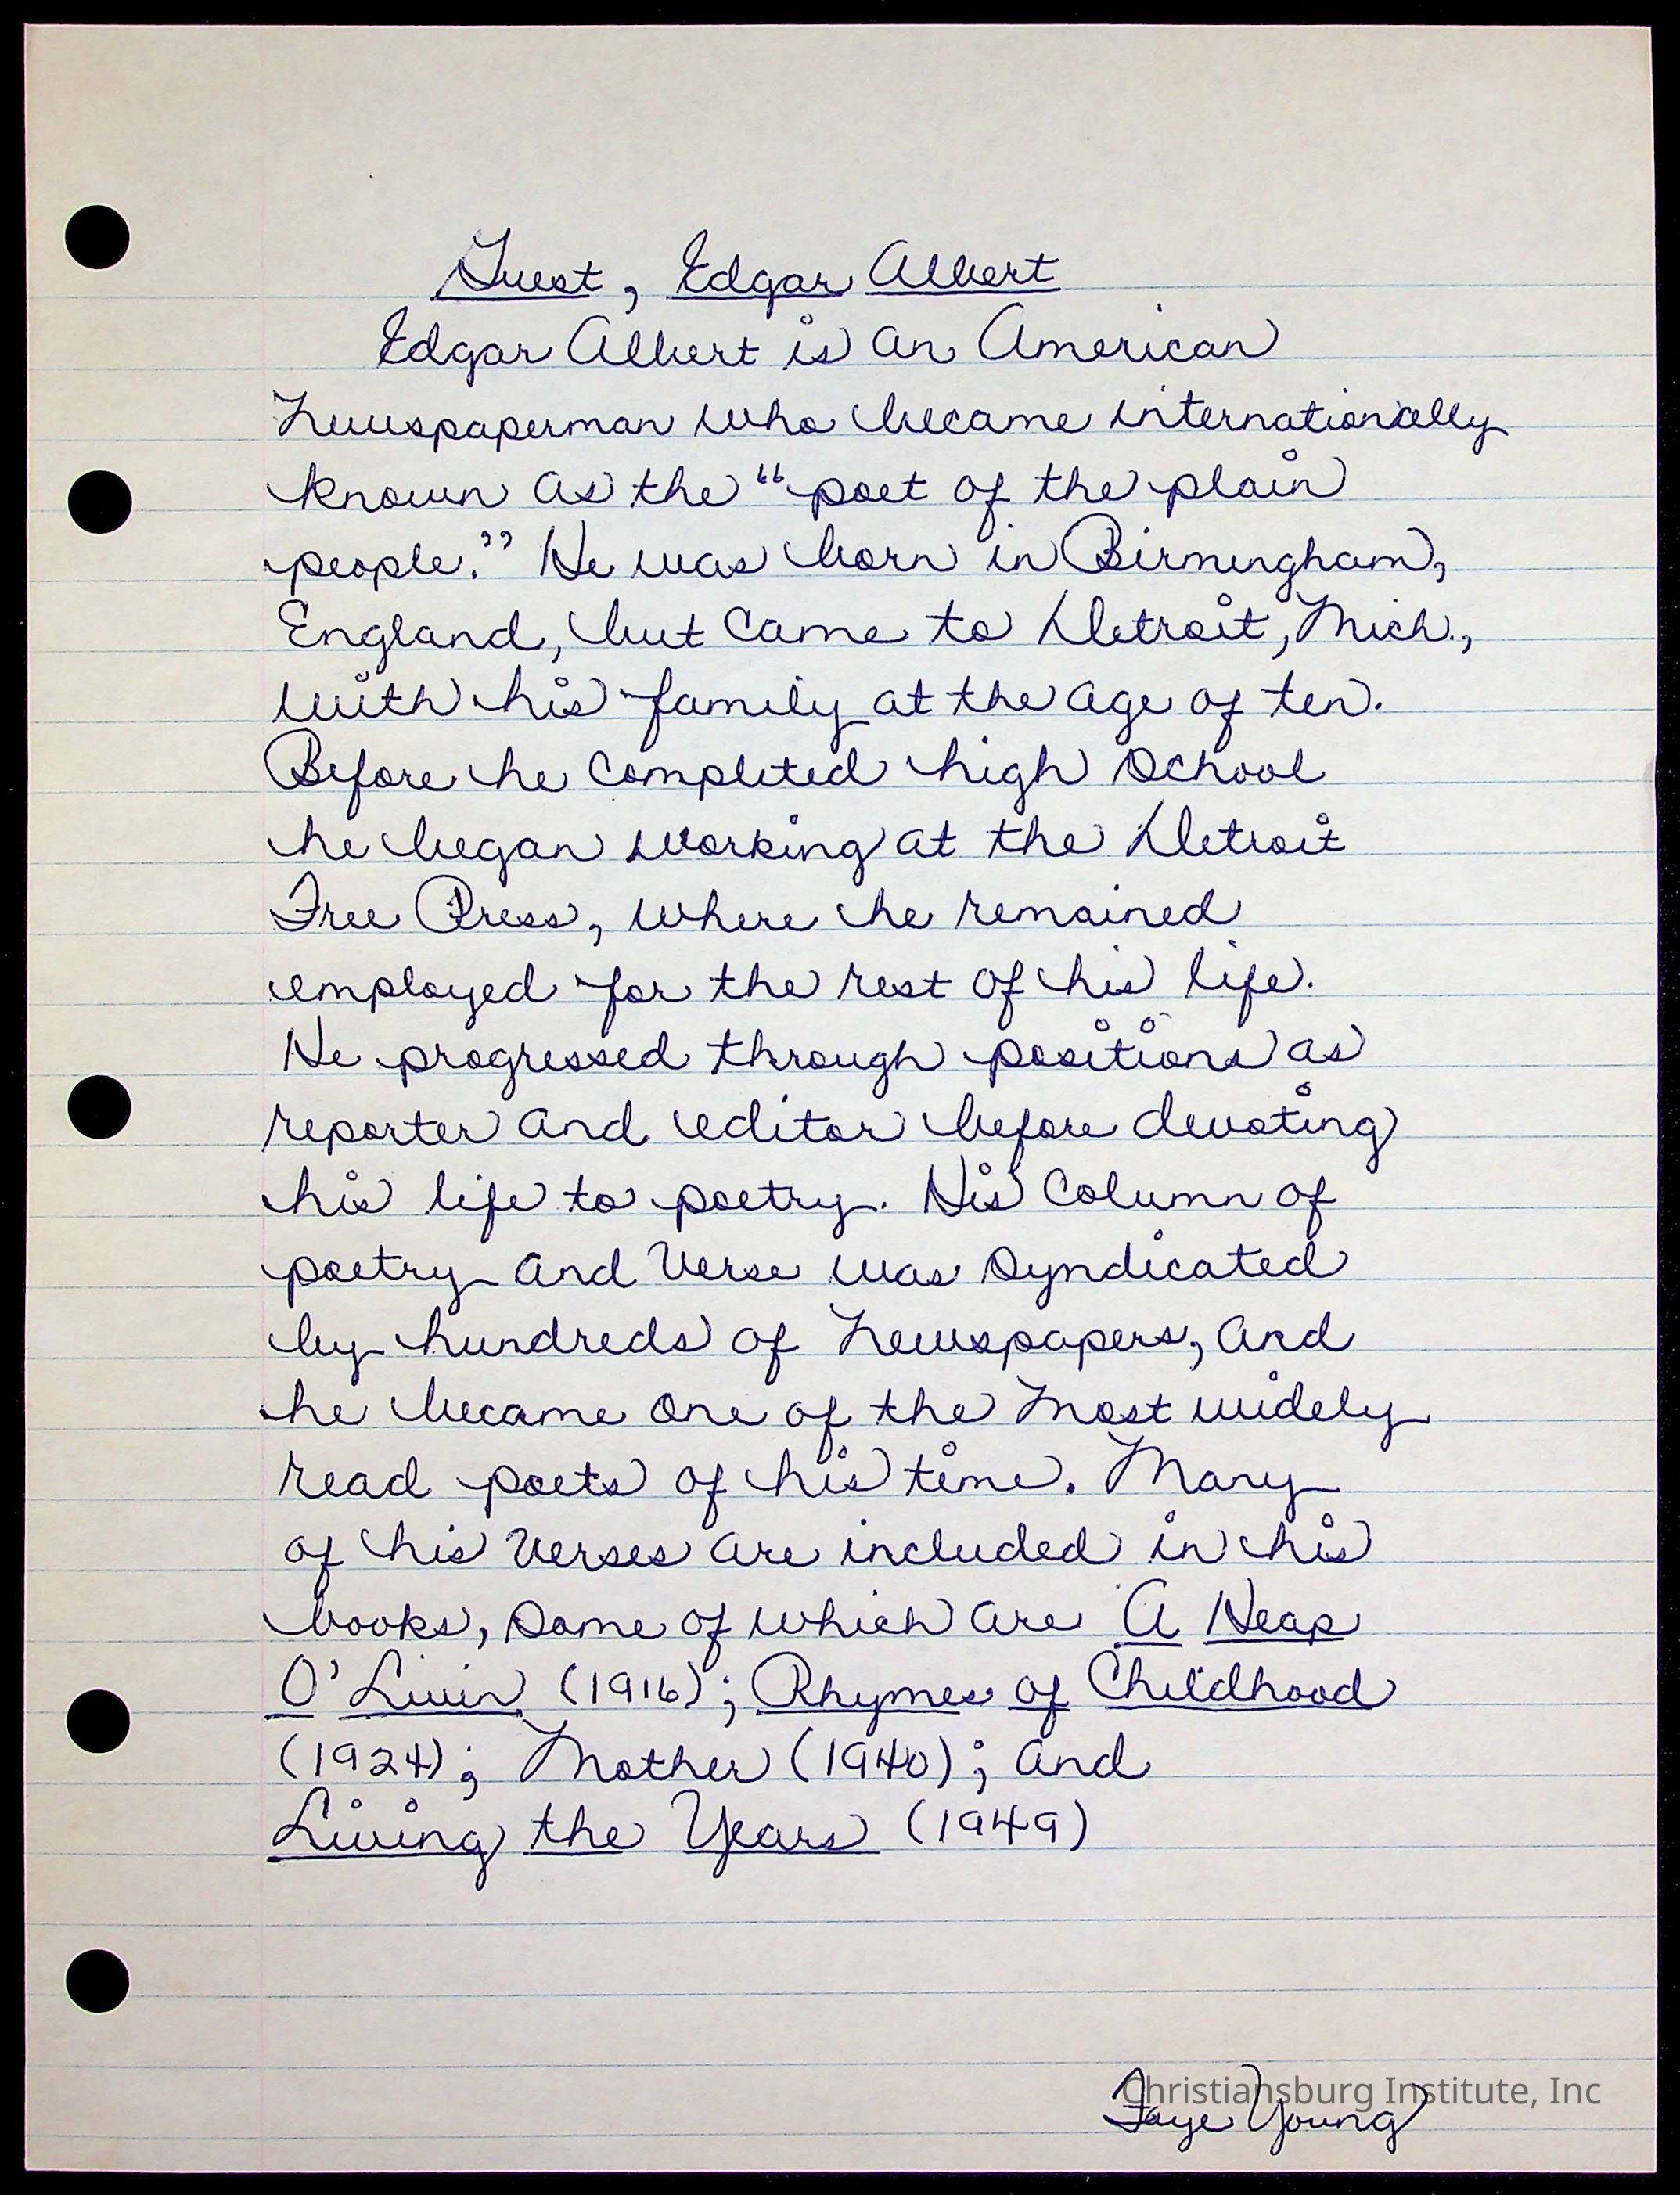 Guest, Edgar Albert
Edgar Albert is an American
newspaperman who became internationally
known as the “poet of the plain
people.” He was born in Birmingham,
England, but came to Detroit, Mich.,
with his family at the age of ten.
Before he completed high school
he began working at the Detroit
Free Press, where he remained
employed for the rest of his life.
He progressed through positions as
reporter and editor before devoting
his life to poetry. His column of
poetry and verse was syndicated
by hundreds of newspapers, and
he became one of the most widely
read poets of his time. Many
of his verses are included in his
books, some of which are A Heap
O' Livin (1916); Rhymes of Childhood
(1924); Mother (1940); and
Living the Years (1949)
Christiansburg Institute, Inc
Faye Young